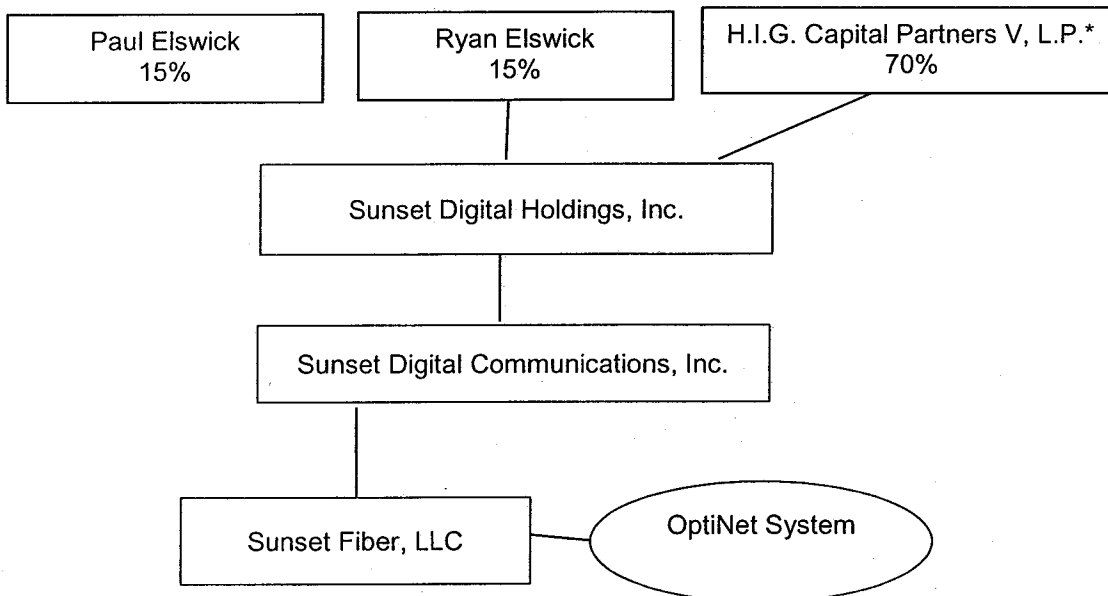 Paul Elswick
15%
Ryan Elswick
15%
H.I.G. Capital Partners V, L.P.*
70%
Sunset Digital Holdings, Inc.
Sunset Digital Communications, Inc.
Sunset Fiber, LLC
OptiNet System